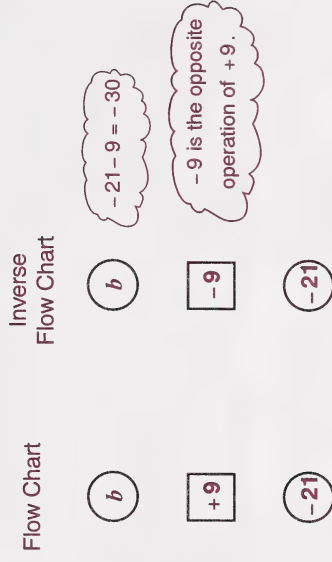 Flow Chart
Inverse
Flow Chart
b
b
-21 - 9 = -30
+9
-9
-9 is the opposite
operation of +9.
-21
-21